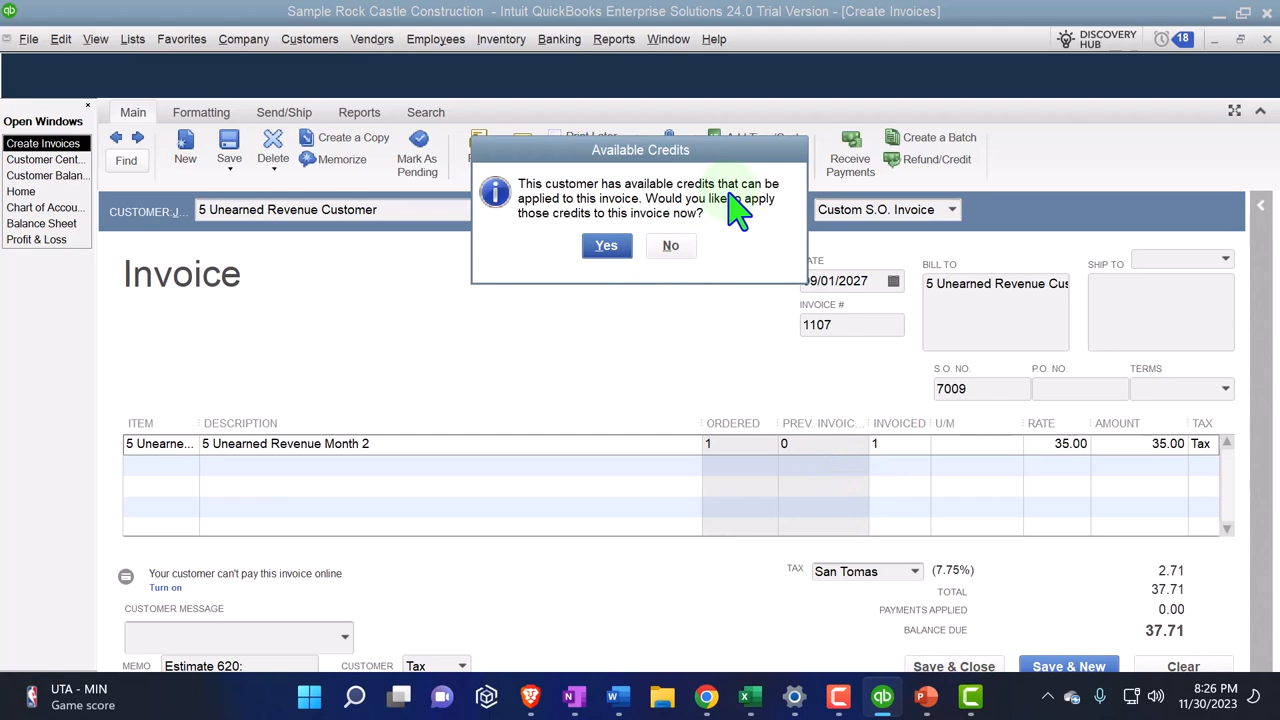 Sample Rock Castle Construction - Intuit QuickBooks Enterprise Solutions 24.0 Trial Version - [Create Invoices]
File Edit View Lists Favorites Company Customers Vendors Employees Inventory Banking Reports Window Help
DISCOVERY HUB
18
Open Windows
Create Invoices
Customer Cent...
Customer Balan...
Home
Chart of Accou...
Balance Sheet
Profit & Loss
Main Formatting Send/Ship Reports Search
Find
New
Save
Delete
Create a Copy
Memorize
Mark As Pending
Receive Payments
Create a Batch
Refund/Credit
Available Credits
This customer has available credits that can be
applied to this invoice. Would you like apply
those credits to this invoice now?
Yes No
CUSTOMER:J... 5 Unearned Revenue Customer
Custom S.O. Invoice
Invoice
09/01/2027
INVOICE #
1107
BILL TO
5 Unearned Revenue Cus
SHIP TO
S.O. NO. P.O. NO. TERMS
7009
ITEM DESCRIPTION ORDERED PREV. INVOIC... INVOICED U/M RATE AMOUNT TAX
5 Unearne... 5 Unearned Revenue Month 2 1 0 1 35.00 35.00 Tax
Your customer can't pay this invoice online
Turn on
TAX San Tomas (7.75%) 2.71
TOTAL 37.71
PAYMENTS APPLIED 0.00
BALANCE DUE 37.71
CUSTOMER MESSAGE
MEMO Estimate 620: CUSTOMER Tax
Save & Close Save & New Clear
UTA - MIN
Game score
8:26 PM
11/30/2023